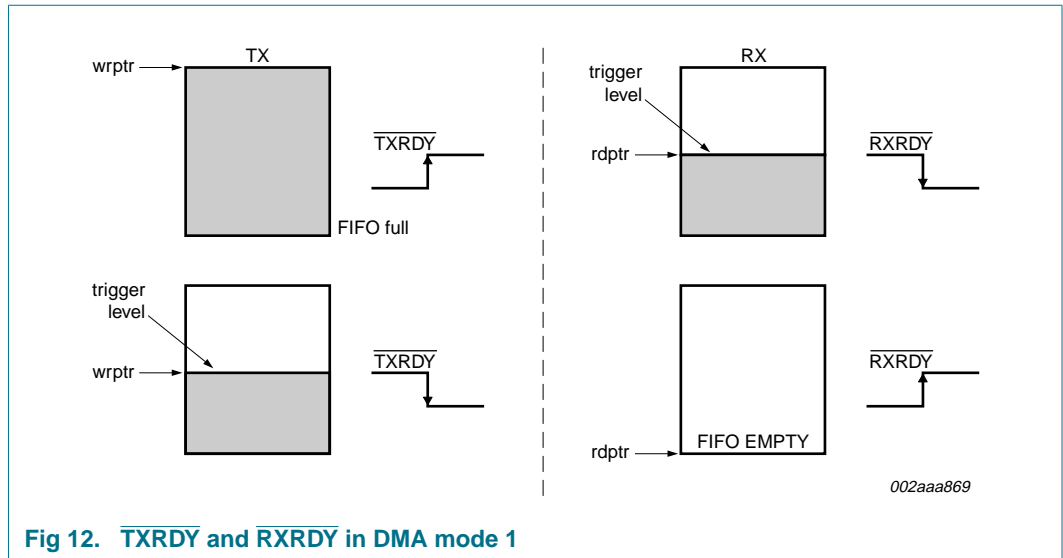 TX
wrptr
TXRDY
FIFO full
trigger
level
wrptr
TXRDY
RX
trigger
level
rdptr
RXRDY
RXRDY
FIFO EMPTY
rdptr
002aaa869
Fig 12. TXRDY and RXRDY in DMA mode 1